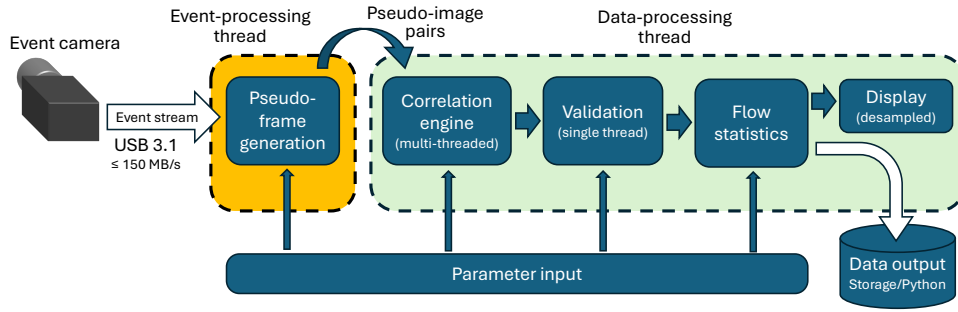 Event camera
Event stream
USB 3.1
≤ 150 MB/s
Event-processing
thread
Pseudo-
frame
generation
Pseudo-image
pairs
Data-processing
thread
Correlation
engine
(multi-threaded)
Validation
(single thread)
Flow
statistics
Display
(desampled)
Parameter input
Data output
Storage/Python